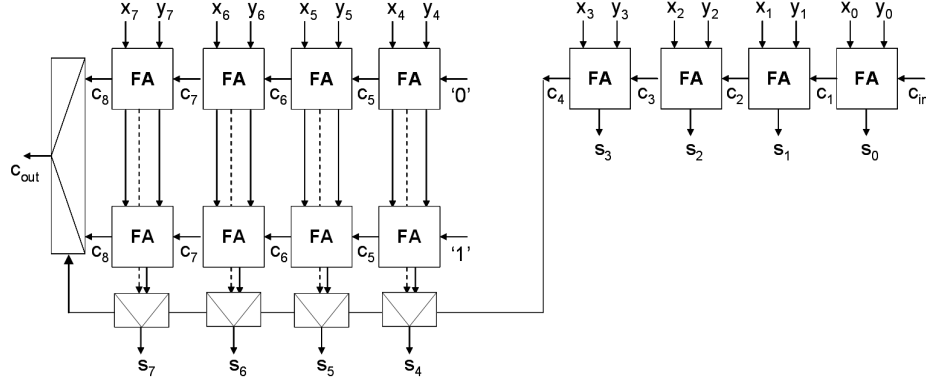 x₇ y₇ x₆ y₆ x₅ y₅ x₄ y₄ x₃ y₃ x₂ y₂ x₁ y₁ x₀ y₀
FA FA FA FA FA FA FA FA
c₈ c₇ c₆ c₅ '0' c₄ c₃ c₂ c₁ cᵢₙ
s₃ s₂ s₁ s₀
cₒᵤₜ
FA FA FA FA
c₈ c₇ c₆ c₅ '1'
s₇ s₆ s₅ s₄